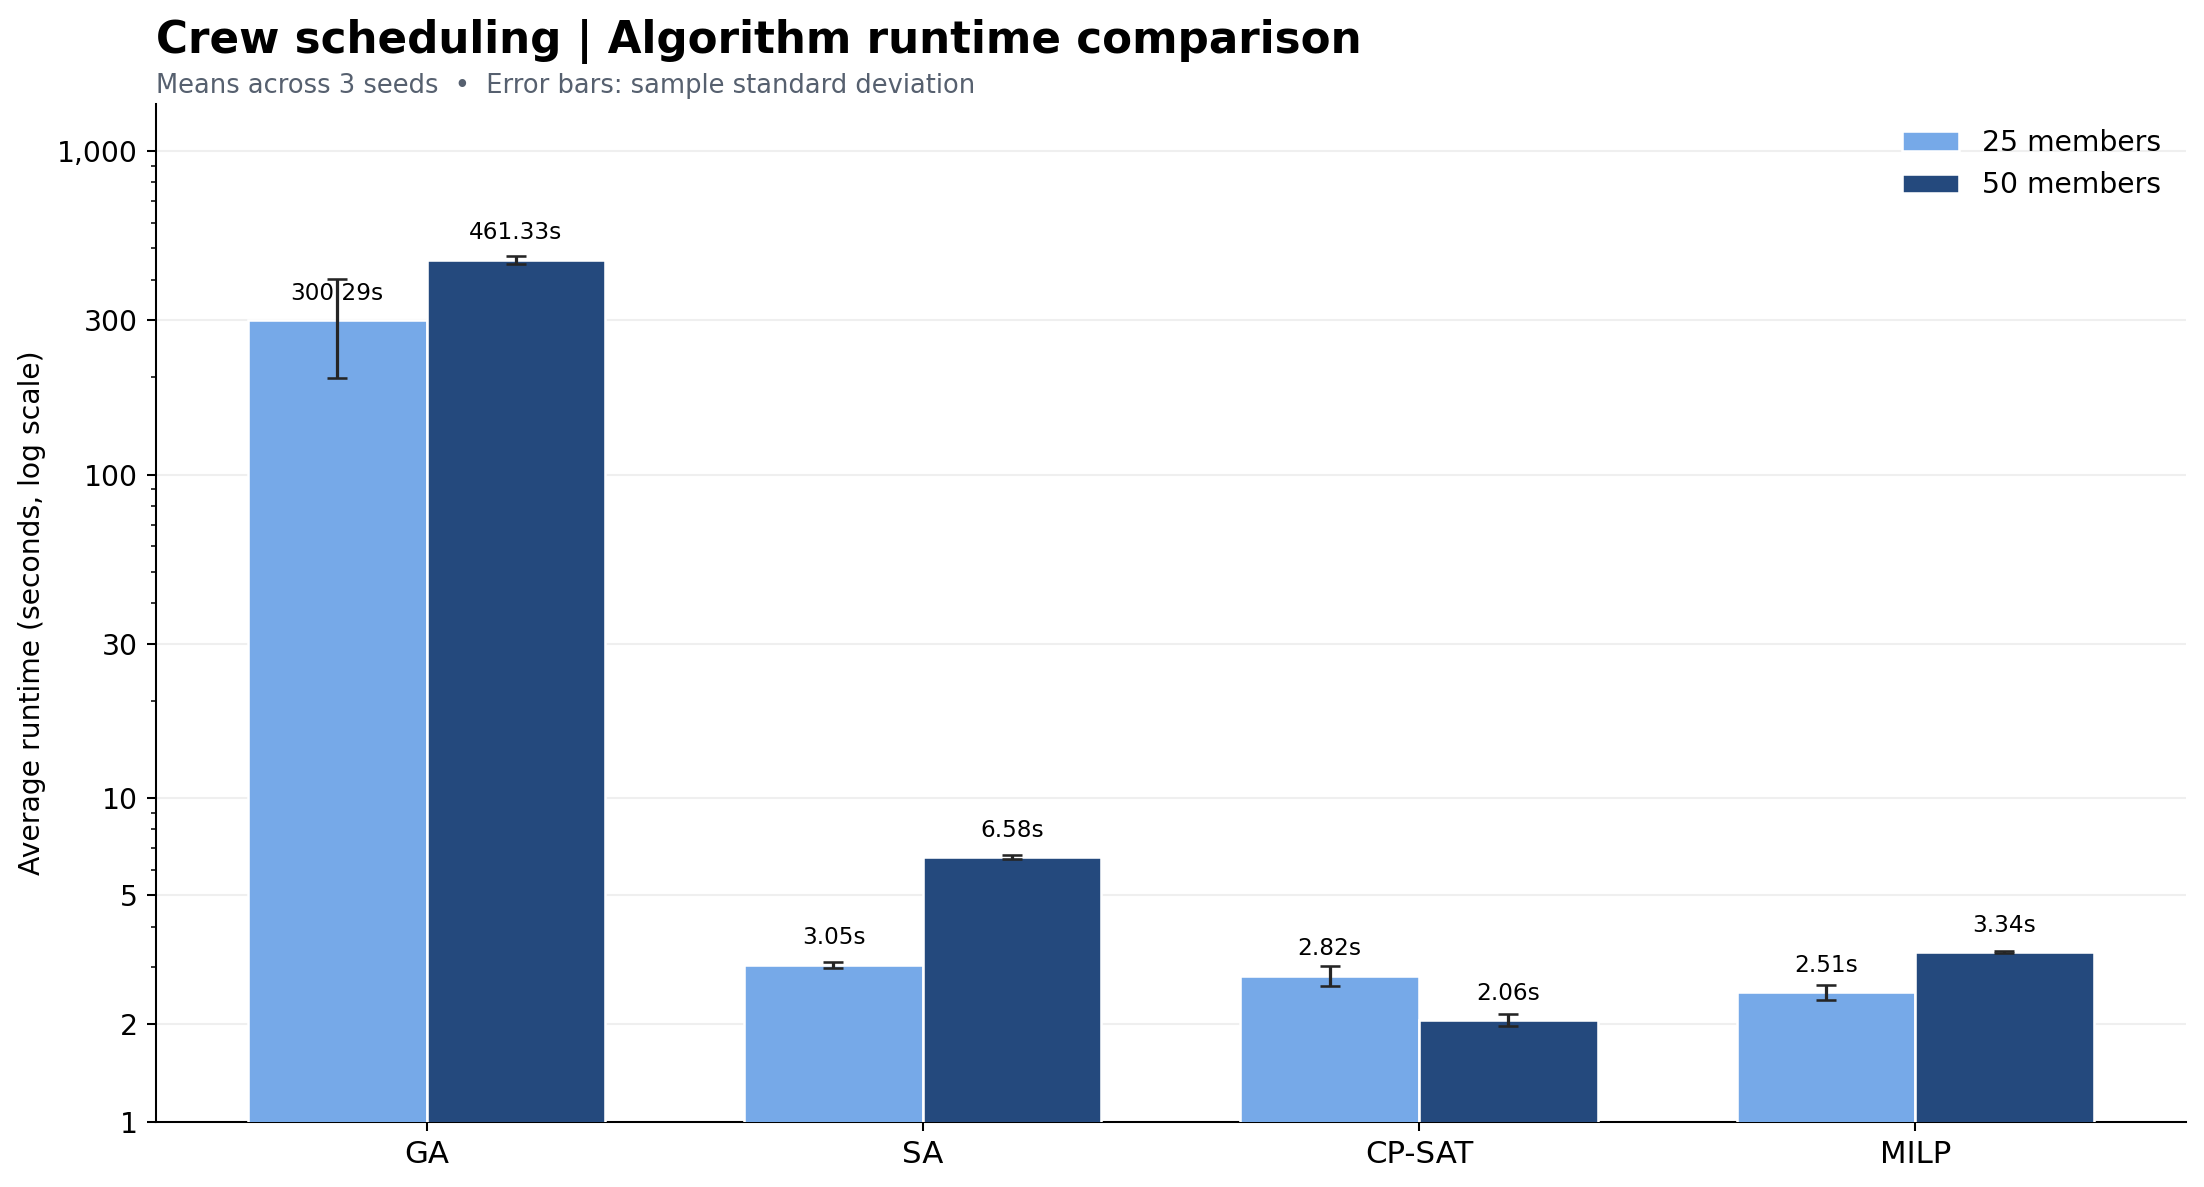 Crew scheduling | Algorithm runtime comparison
Means across 3 seeds • Error bars: sample standard deviation
25 members
50 members
Average runtime (seconds, log scale)
1,000
300
100
30
10
5
2
1
300.29s
461.33s
3.05s
6.58s
2.82s
2.06s
2.51s
3.34s
GA
SA
CP-SAT
MILP